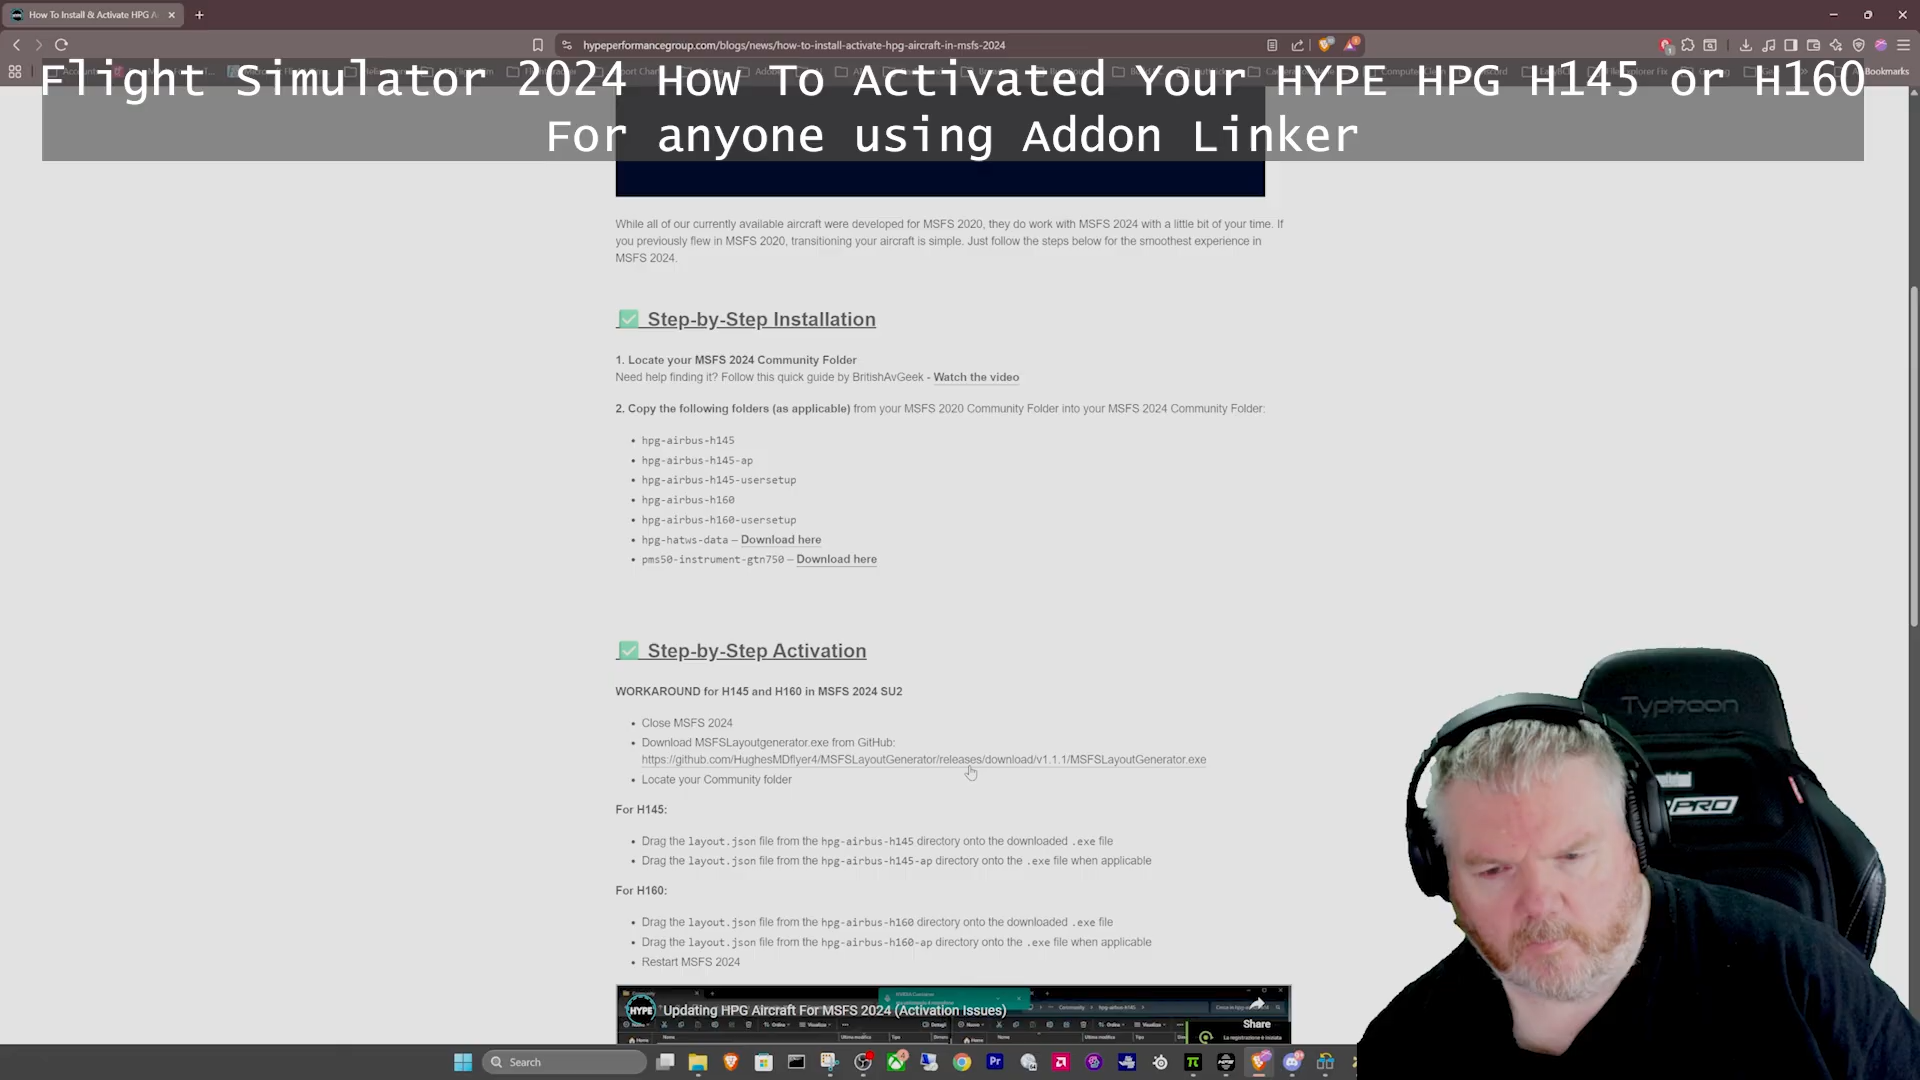 How To Install & Activate HPG A
hypeperformancegroup.com/blogs/news/how-to-install-activate-hpg-aircraft-in-msfs-2024
Bookmarks
Flight Simulator 2024 How To Activated Your HYPE HPG H145 or H160
For anyone using Addon Linker
While all of our currently available aircraft were developed for MSFS 2020, they do work with MSFS 2024 with a little bit of your time. If
you previously flew in MSFS 2020, transitioning your aircraft is simple. Just follow the steps below for the smoothest experience in
MSFS 2024.
✅ Step-by-Step Installation
1. Locate your MSFS 2024 Community Folder
Need help finding it? Follow this quick guide by BritishAvGeek - Watch the video
2. Copy the following folders (as applicable) from your MSFS 2020 Community Folder into your MSFS 2024 Community Folder:
• hpg-airbus-h145
• hpg-airbus-h145-ap
• hpg-airbus-h145-usersetup
• hpg-airbus-h160
• hpg-airbus-h160-usersetup
• hpg-hatws-data – Download here
• pms50-instrument-gtn750 – Download here
✅ Step-by-Step Activation
WORKAROUND for H145 and H160 in MSFS 2024 SU2
• Close MSFS 2024
• Download MSFSLayoutgenerator.exe from GitHub:
https://github.com/HughesMDflyer4/MSFSLayoutGenerator/releases/download/v1.1.1/MSFSLayoutGenerator.exe
• Locate your Community folder
For H145:
• Drag the layout.json file from the hpg-airbus-h145 directory onto the downloaded .exe file
• Drag the layout.json file from the hpg-airbus-h145-ap directory onto the .exe file when applicable
For H160:
• Drag the layout.json file from the hpg-airbus-h160 directory onto the downloaded .exe file
• Drag the layout.json file from the hpg-airbus-h160-ap directory onto the .exe file when applicable
• Restart MSFS 2024
HYPE
Updating HPG Aircraft For MSFS 2024 (Activation Issues)
Share
Typhoon
PRO
Search